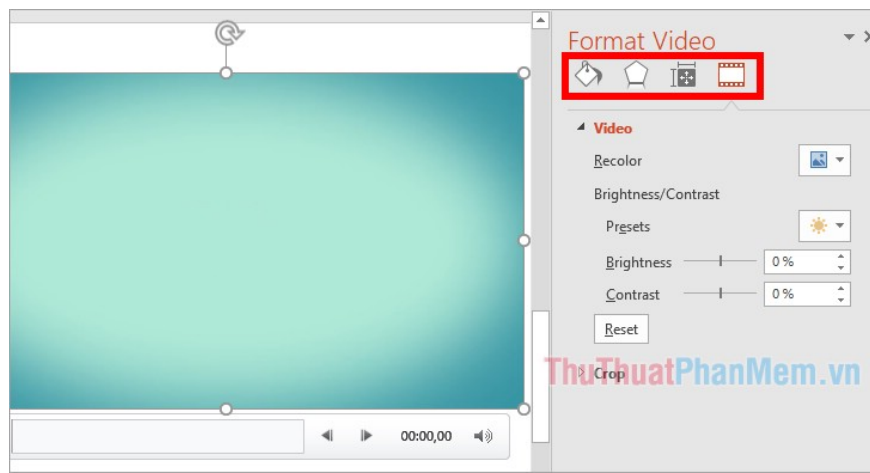 Format Video
Video
Recolor
Brightness/Contrast
Presets
Brightness 0 %
Contrast 0 %
Reset
ThuThuatPhanMem.vn
Crop
00:00,00